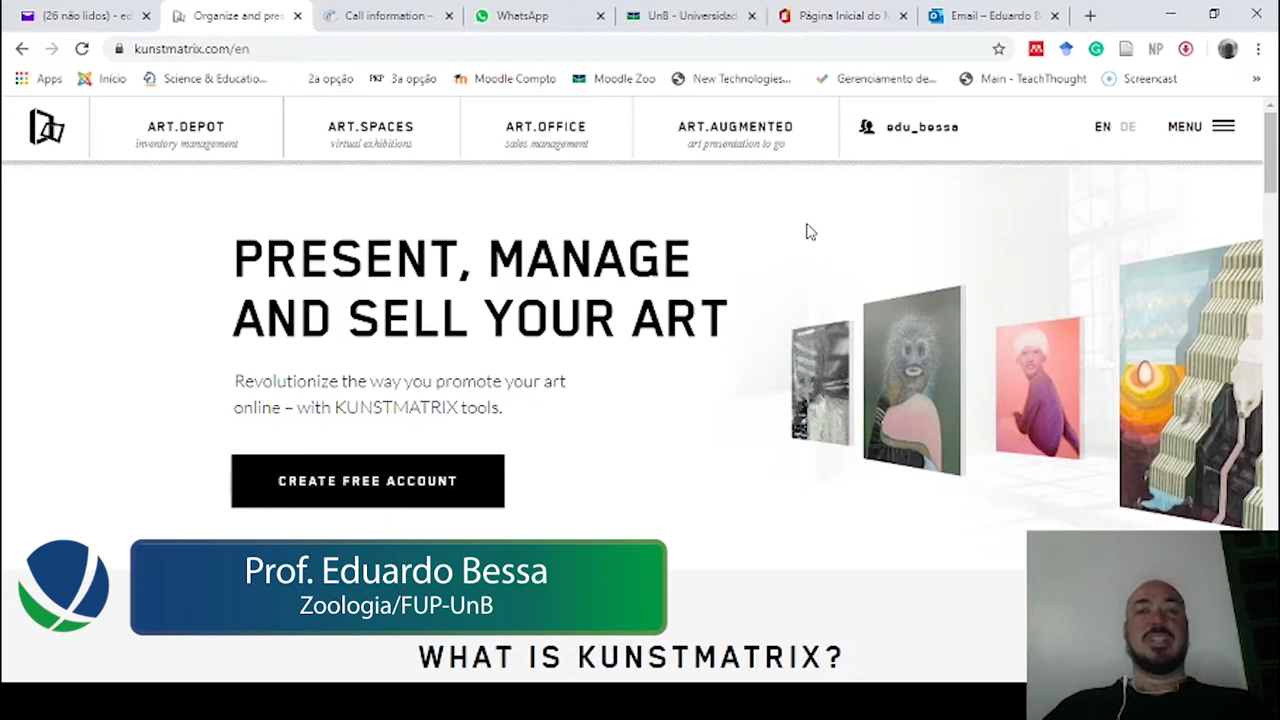 (26 não lidos) - ed
Organize and pres
Call information –
WhatsApp
UnB - Universidad
Página Inicial do M
Email – Eduardo B
kunstmatrix.com/en
NP
Apps
Início
Science & Educatio...
2a opção
PKP 3a opção
Moodle Compto
Moodle Zoo
New Technologies...
Gerenciamento de...
Main - TeachThought
Screencast
»
ART.DEPOT
inventory management
ART.SPACES
virtual exhibitions
ART.OFFICE
sales management
ART.AUGMENTED
art presentation to go
edu_bessa
EN DE
MENU
PRESENT, MANAGE
AND SELL YOUR ART
Revolutionize the way you promote your art
online – with KUNSTMATRIX tools.
CREATE FREE ACCOUNT
Prof. Eduardo Bessa
Zoologia/FUP-UnB
WHAT IS KUNSTMATRIX?